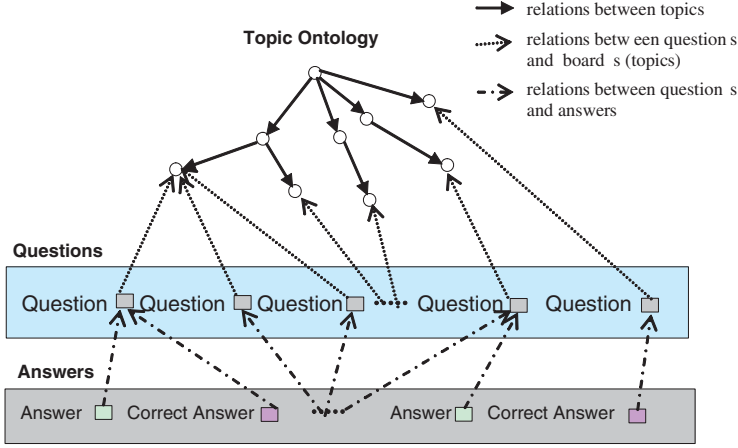 relations between topics
Topic Ontology
relations betw een question s
and board s (topics)
relations between question s
and answers
Questions
Question Question Question Question Question
Answers
Answer Correct Answer Answer Correct Answer